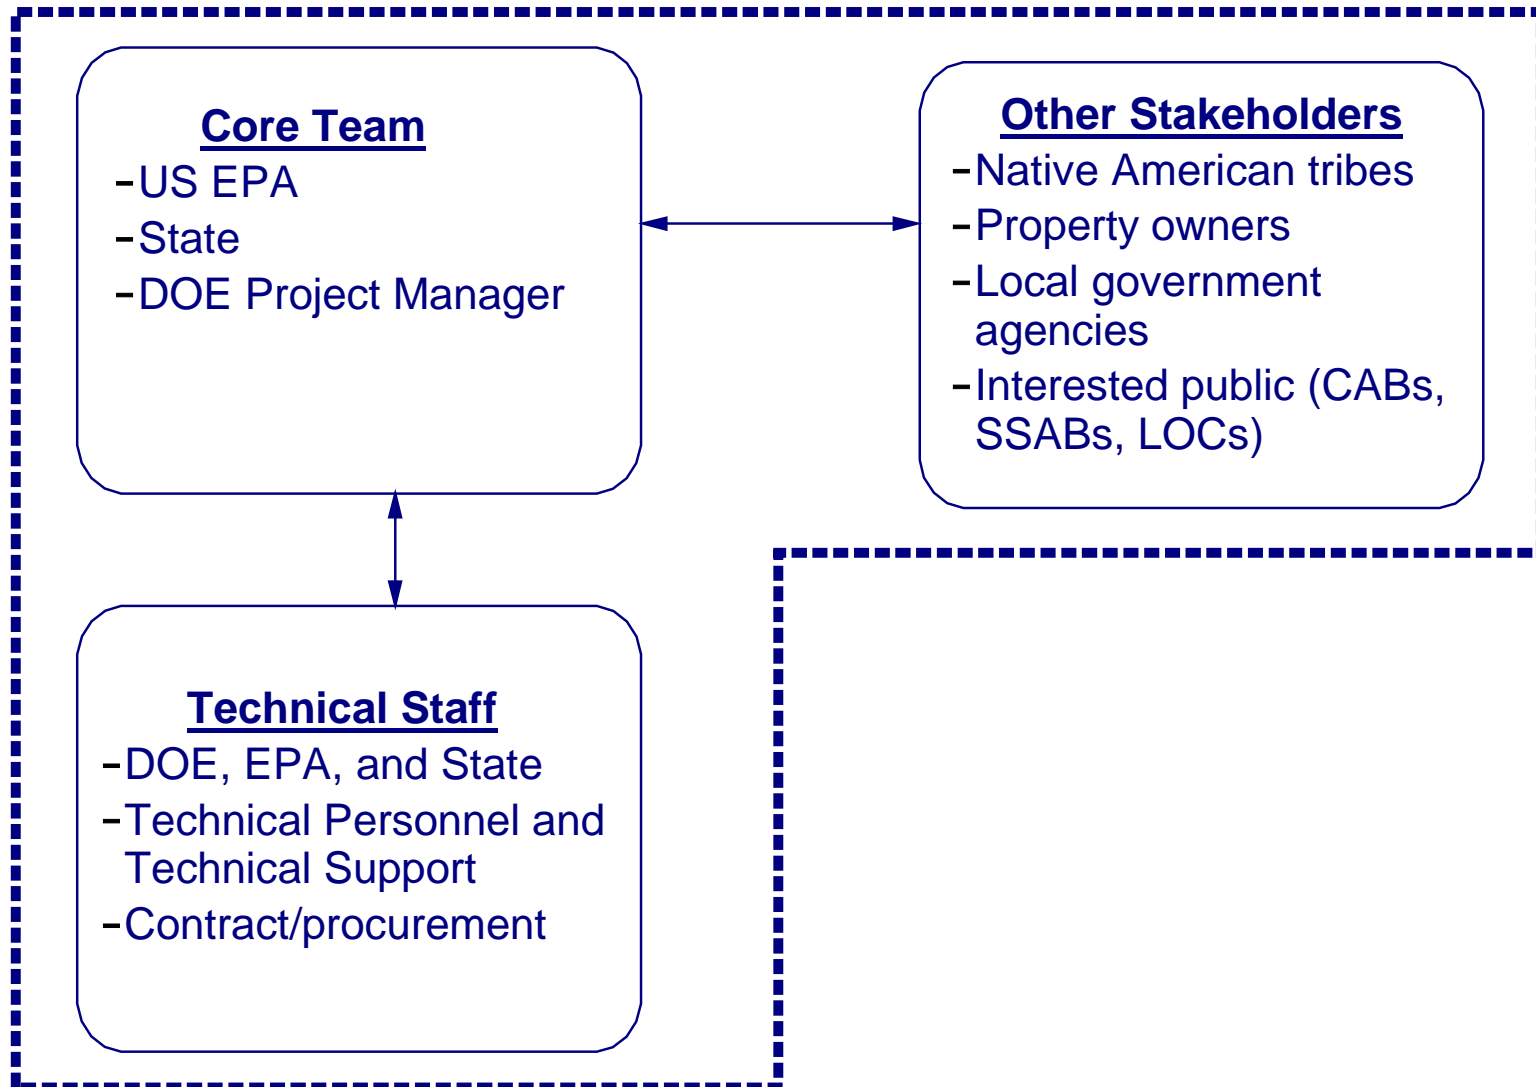 Core Team
-US EPA
-State
-DOE Project Manager
Other Stakeholders
-Native American tribes
-Property owners
-Local government
agencies
-Interested public (CABs,
SSABs, LOCs)
Technical Staff
-DOE, EPA, and State
-Technical Personnel and
Technical Support
-Contract/procurement